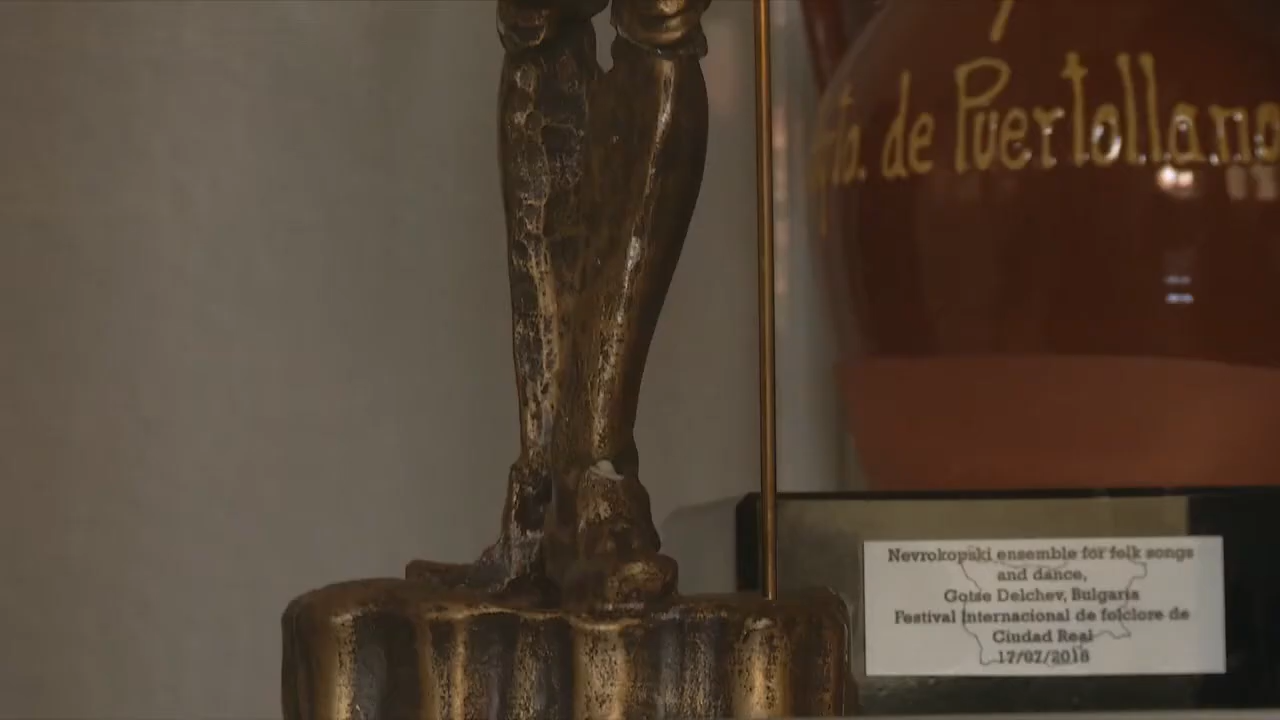 de Puertollano
Nevrokopski ensemble for folk songs
and dance,
Gotse Delchev, Bulgaria
Festival Internacional de folclore de
Ciudad Real
17/07/2018